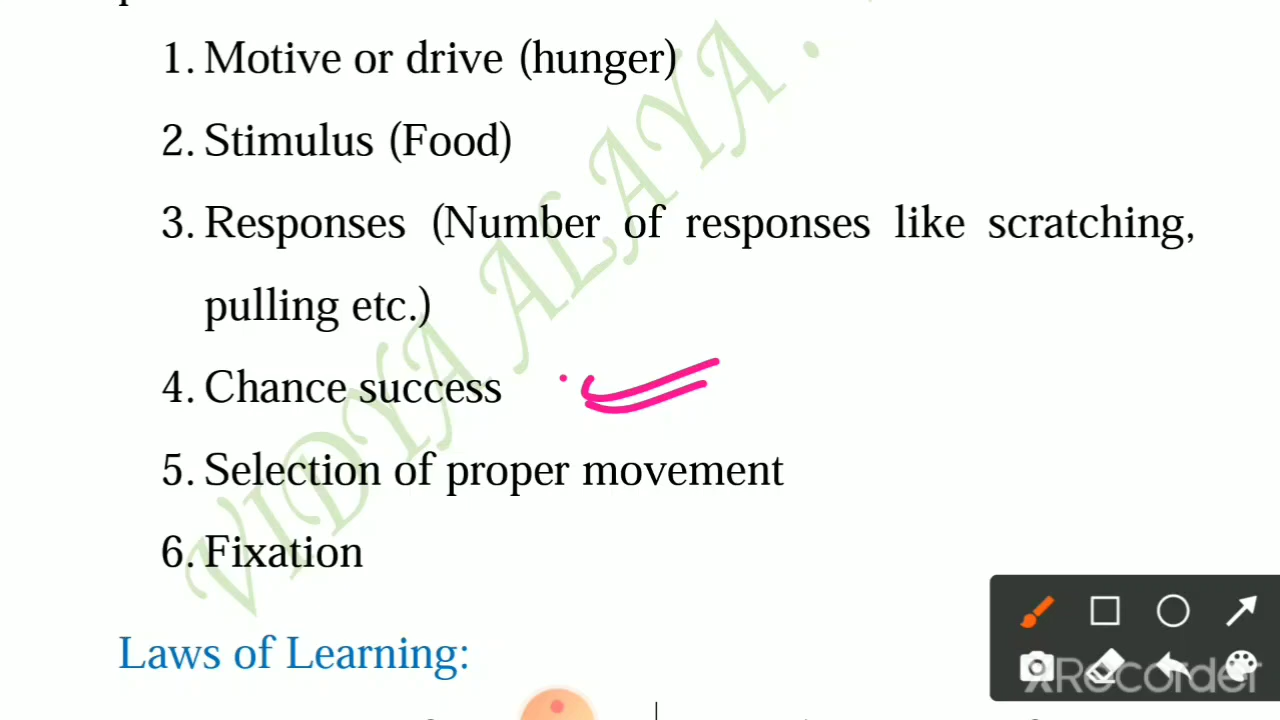 1. Motive or drive (hunger)
2. Stimulus (Food)
3. Responses (Number of responses like scratching,
pulling etc.)
4. Chance success
5. Selection of proper movement
6. Fixation
Laws of Learning:
VIDYA ALAYA.
XRecorder